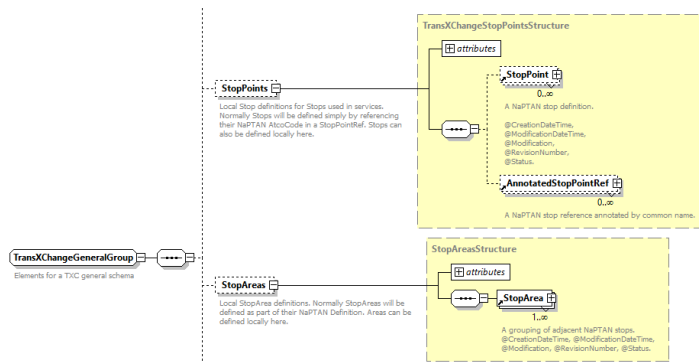 TransXChangeStopPointsStructure
attributes
StopPoints
StopPoint
0..∞
Local Stop definitions for Stops used in services.
Normally Stops will be defined simply by referencing
their NaPTAN AtcoCode in a StopPointRef. Stops can
also be defined locally here.
A NaPTAN stop definition.
@CreationDateTime,
@ModificationDateTime,
@Modification,
@RevisionNumber,
@Status.
AnnotatedStopPointRef
0..∞
A NaPTAN stop reference annotated by common name.
TransXChangeGeneralGroup
Elements for a TXC general schema
StopAreasStructure
attributes
StopAreas
StopArea
1..∞
Local StopArea definitions. Normally StopAreas will be
defined as part of their NaPTAN Definition. Areas can be
defined locally here.
A grouping of adjacent NaPTAN stops.
@CreationDateTime, @ModificationDateTime,
@Modification, @RevisionNumber, @Status.